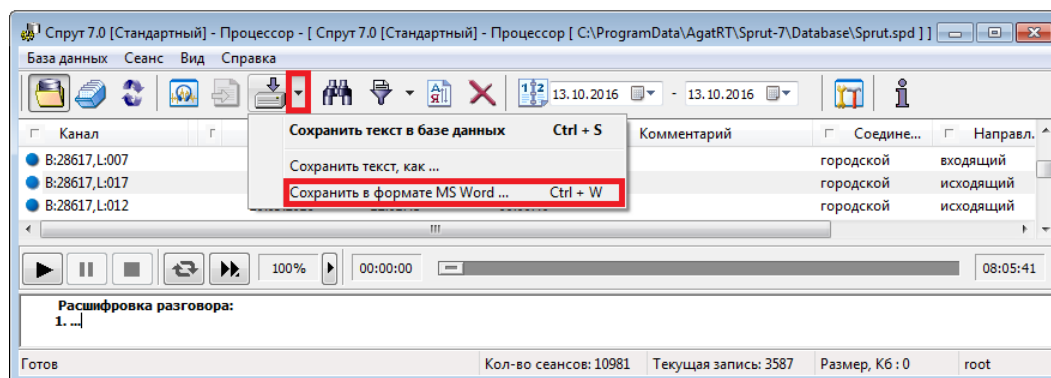 Спрут 7.0 [Стандартный] - Процессор - [ Спрут 7.0 [Стандартный] - Процессор [ C:\ProgramData\AgatRT\Sprut-7\Database\Sprut.spd ] ]
База данных Сеанс Вид Справка
13.10.2016 - 13.10.2016
Канал Комментарий Соедине... Направл.
Сохранить текст в базе данных Ctrl + S
Сохранить текст, как ...
Сохранить в формате MS Word ... Ctrl + W
B:28617,L:007 городской входящий
B:28617,L:017 городской исходящий
B:28617,L:012 городской исходящий
100% 00:00:00 08:05:41
Расшифровка разговора:
1. ...
Готов Кол-во сеансов: 10981 Текущая запись: 3587 Размер, Кб : 0 root